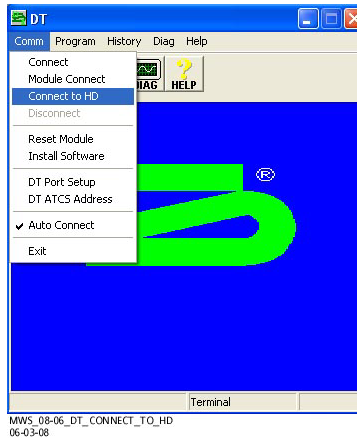 DT
Comm Program History Diag Help
Connect
Module Connect
Connect to HD
Disconnect
Reset Module
Install Software
DT Port Setup
DT ATCS Address
Auto Connect
Exit
HELP
®
Terminal
MWS_08-06_DT_CONNECT_TO_HD
06-03-08